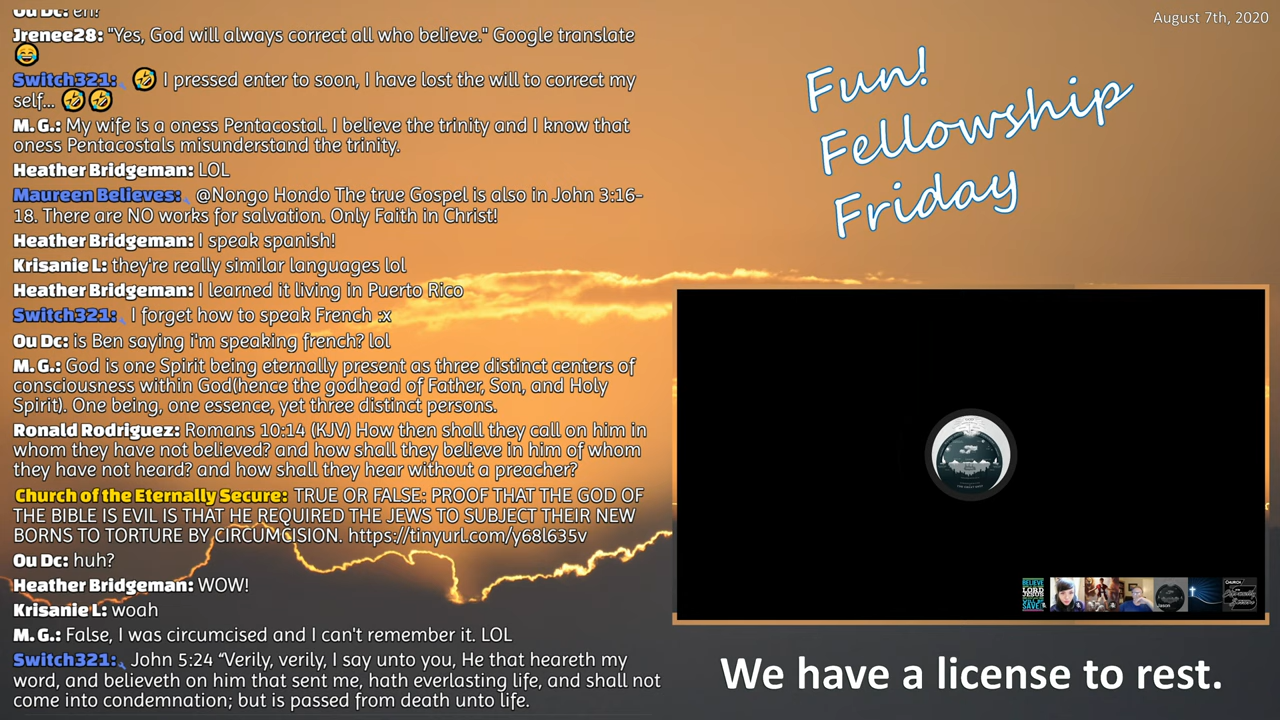 Ou Dc: eh?
Jrenee28: "Yes, God will always correct all who believe." Google translate
😂
Switch321: 🤣 I pressed enter to soon, I have lost the will to correct my
self... 🤣🤣
M. G.: My wife is a oness Pentacostal. I believe the trinity and I know that
oness Pentacostals misunderstand the trinity.
Heather Bridgeman: LOL
Maureen Believes: @Nongo Hondo The true Gospel is also in John 3:16-
18. There are NO works for salvation. Only Faith in Christ!
Heather Bridgeman: I speak spanish!
Krisanie L: they're really similar languages lol
Heather Bridgeman: I learned it living in Puerto Rico
Switch321: I forget how to speak French :x
Ou Dc: is Ben saying i'm speaking french? lol
M. G.: God is one Spirit being eternally present as three distinct centers of
consciousness within God(hence the godhead of Father, Son, and Holy
Spirit). One being, one essence, yet three distinct persons.
Ronald Rodriguez: Romans 10:14 (KJV) How then shall they call on him in
whom they have not believed? and how shall they believe in him of whom
they have not heard? and how shall they hear without a preacher?
Church of the Eternally Secure: TRUE OR FALSE: PROOF THAT THE GOD OF
THE BIBLE IS EVIL IS THAT HE REQUIRED THE JEWS TO SUBJECT THEIR NEW
BORNS TO TORTURE BY CIRCUMCISION. https://tinyurl.com/y68l635v
Ou Dc: huh?
Heather Bridgeman: WOW!
Krisanie L: woah
M. G.: False, I was circumcised and I can't remember it. LOL
Switch321: John 5:24 “Verily, verily, I say unto you, He that heareth my
word, and believeth on him that sent me, hath everlasting life, and shall not
come into condemnation; but is passed from death unto life.
August 7th, 2020
Fun!
Fellowship
Friday
BELIEVE
LORD
JESUS
SAVE
Jason
CHURCH
We have a license to rest.